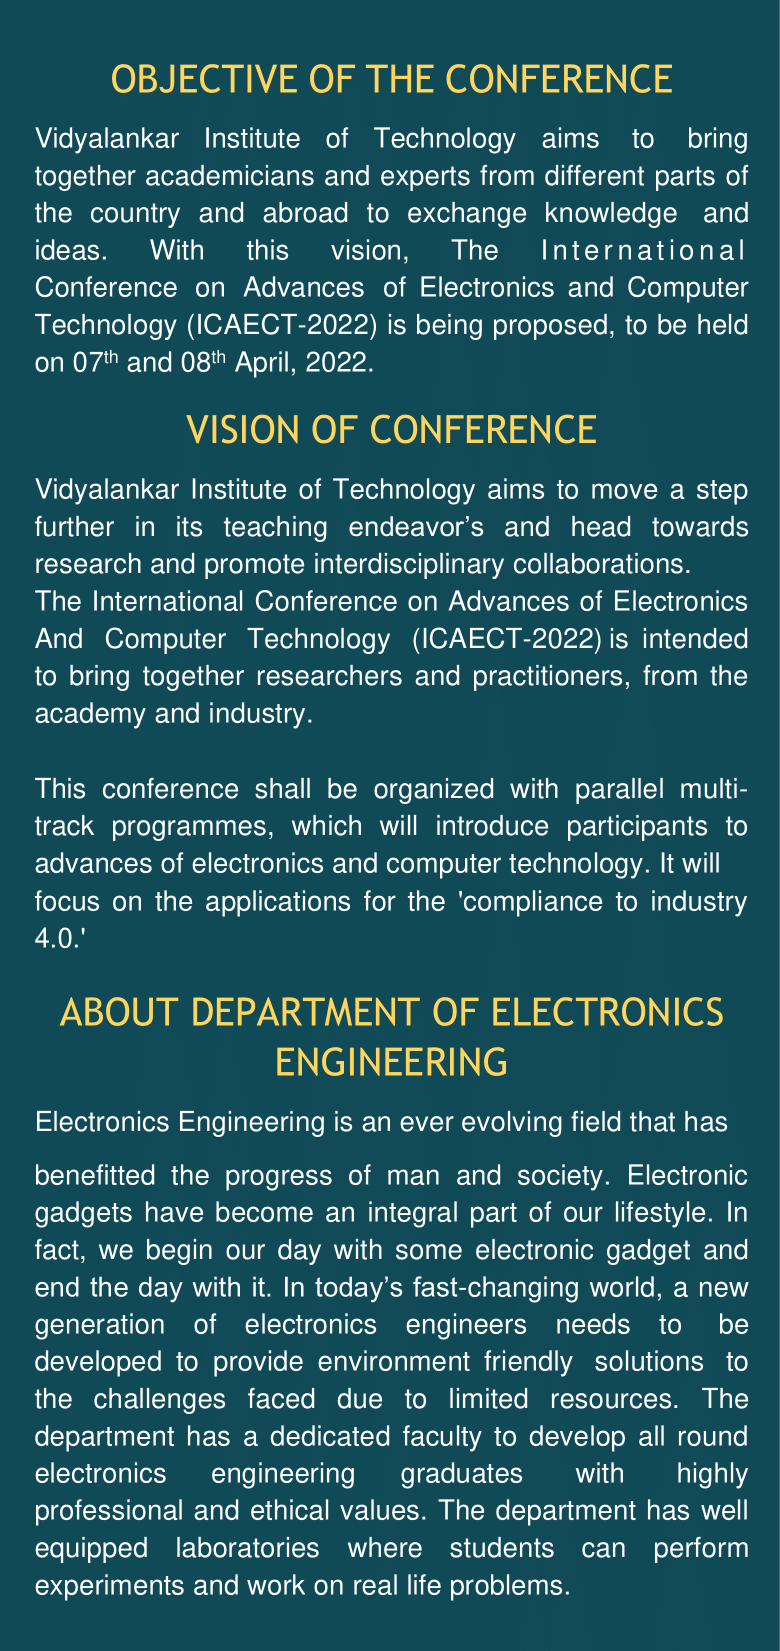 OBJECTIVE OF THE CONFERENCE
Vidyalankar Institute of Technology aims to bring
together academicians and experts from different parts of
the country and abroad to exchange knowledge and
ideas. With this vision, The International
Conference on Advances of Electronics and Computer
Technology (ICAECT-2022) is being proposed, to be held
on 07th and 08th April, 2022.
VISION OF CONFERENCE
Vidyalankar Institute of Technology aims to move a step
further in its teaching endeavor’s and head towards
research and promote interdisciplinary collaborations.
The International Conference on Advances of Electronics
And Computer Technology (ICAECT-2022) is intended
to bring together researchers and practitioners, from the
academy and industry.
This conference shall be organized with parallel multi-
track programmes, which will introduce participants to
advances of electronics and computer technology. It will
focus on the applications for the 'compliance to industry
4.0.'
ABOUT DEPARTMENT OF ELECTRONICS
ENGINEERING
Electronics Engineering is an ever evolving field that has
benefitted the progress of man and society. Electronic
gadgets have become an integral part of our lifestyle. In
fact, we begin our day with some electronic gadget and
end the day with it. In today’s fast-changing world, a new
generation of electronics engineers needs to be
developed to provide environment friendly solutions to
the challenges faced due to limited resources. The
department has a dedicated faculty to develop all round
electronics engineering graduates with highly
professional and ethical values. The department has well
equipped laboratories where students can perform
experiments and work on real life problems.